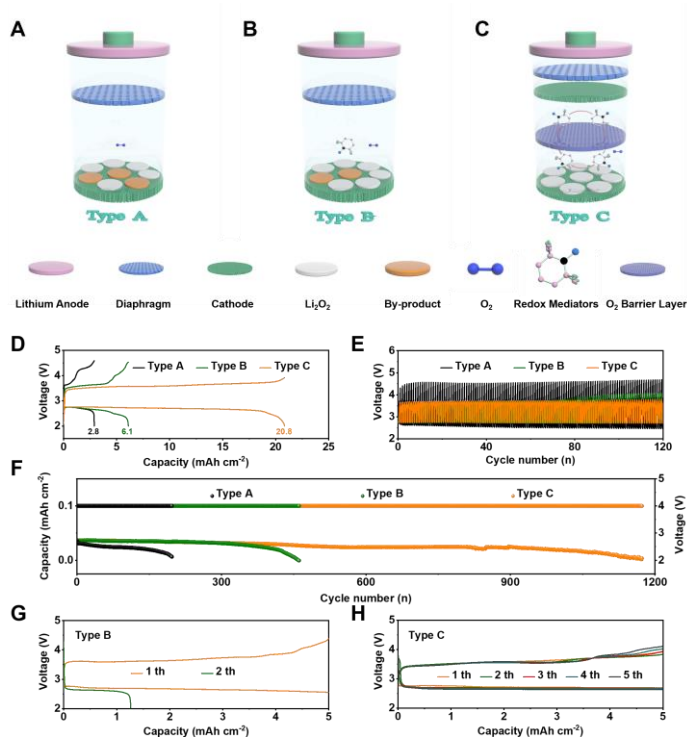 A
B
C
Type A
Type B
Type C
Lithium Anode
Diaphragm
Cathode
Li₂O₂
By-product
O₂
Redox Mediators
O₂ Barrier Layer
D
Voltage (V)
5
4
3
2
Type A
Type B
Type C
2.8
6.1
20.8
0
5
10
15
20
25
Capacity (mAh cm⁻²)
E
Voltage (V)
6
5
4
3
2
1
Type A
Type B
Type C
0
40
80
120
Cycle number (n)
F
Capacity (mAh cm⁻²)
0.1
0.0
Type A
Type B
Type C
5
4
3
2
Voltage (V)
0
300
600
900
1200
Cycle number (n)
G
Voltage (V)
5
4
3
2
Type B
1 th
2 th
0
1
2
3
4
5
Capacity (mAh cm⁻²)
H
Voltage (V)
5
4
3
2
Type C
1 th
2 th
3 th
4 th
5 th
0
1
2
3
4
5
Capacity (mAh cm⁻²)